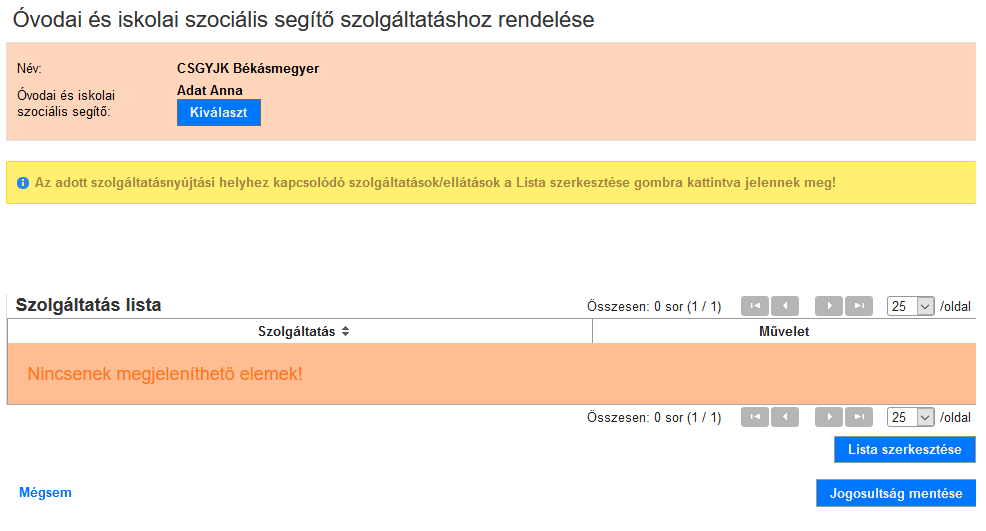 Óvodai és iskolai szociális segítő szolgáltatáshoz rendelése
Név: CSGYJK Békásmegyer
Óvodai és iskolai szociális segítő: Adat Anna
Kiválaszt
Az adott szolgáltatásnyújtási helyhez kapcsolódó szolgáltatások/ellátások a Lista szerkesztése gombra kattintva jelennek meg!
Szolgáltatás lista
Összesen: 0 sor (1 / 1) 25 /oldal
Szolgáltatás Művelet
Nincsenek megjeleníthető elemek!
Összesen: 0 sor (1 / 1) 25 /oldal
Lista szerkesztése
Mégsem Jogosultság mentése